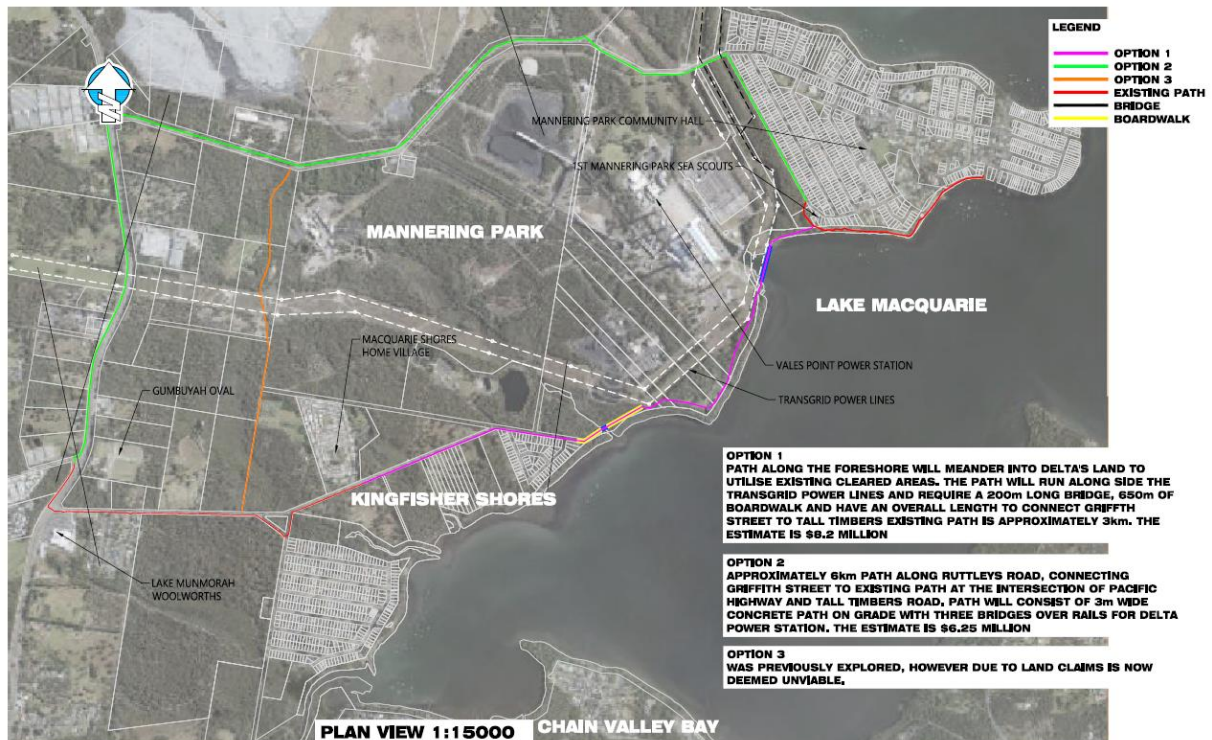 LEGEND
OPTION 1
OPTION 2
OPTION 3
EXISTING PATH
BRIDGE
BOARDWALK
N
MANNERING PARK COMMUNITY HALL
1ST MANNERING PARK SEA SCOUTS
MANNERING PARK
LAKE MACQUARIE
MACQUARIE SHORES
HOME VILLAGE
VALES POINT POWER STATION
GUMBUYAH OVAL
TRANSGRID POWER LINES
KINGFISHER SHORES
LAKE MUNMORAH
WOOLWORTHS
OPTION 1
PATH ALONG THE FORESHORE WILL MEANDER INTO DELTA'S LAND TO
UTILISE EXISTING CLEARED AREAS. THE PATH WILL RUN ALONG SIDE THE
TRANSGRID POWER LINES AND REQUIRE A 200m LONG BRIDGE, 650m OF
BOARDWALK AND HAVE AN OVERALL LENGTH TO CONNECT GRIFFTH
STREET TO TALL TIMBERS EXISTING PATH IS APPROXIMATELY 3km. THE
ESTIMATE IS $8.2 MILLION
OPTION 2
APPROXIMATELY 6km PATH ALONG RUTTLEYS ROAD, CONNECTING
GRIFFITH STREET TO EXISTING PATH AT THE INTERSECTION OF PACIFIC
HIGHWAY AND TALL TIMBERS ROAD, PATH WILL CONSIST OF 3m WIDE
CONCRETE PATH ON GRADE WITH THREE BRIDGES OVER RAILS FOR DELTA
POWER STATION. THE ESTIMATE IS $6.25 MILLION
OPTION 3
WAS PREVIOUSLY EXPLORED, HOWEVER DUE TO LAND CLAIMS IS NOW
DEEMED UNVIABLE.
PLAN VIEW 1:15000
CHAIN VALLEY BAY